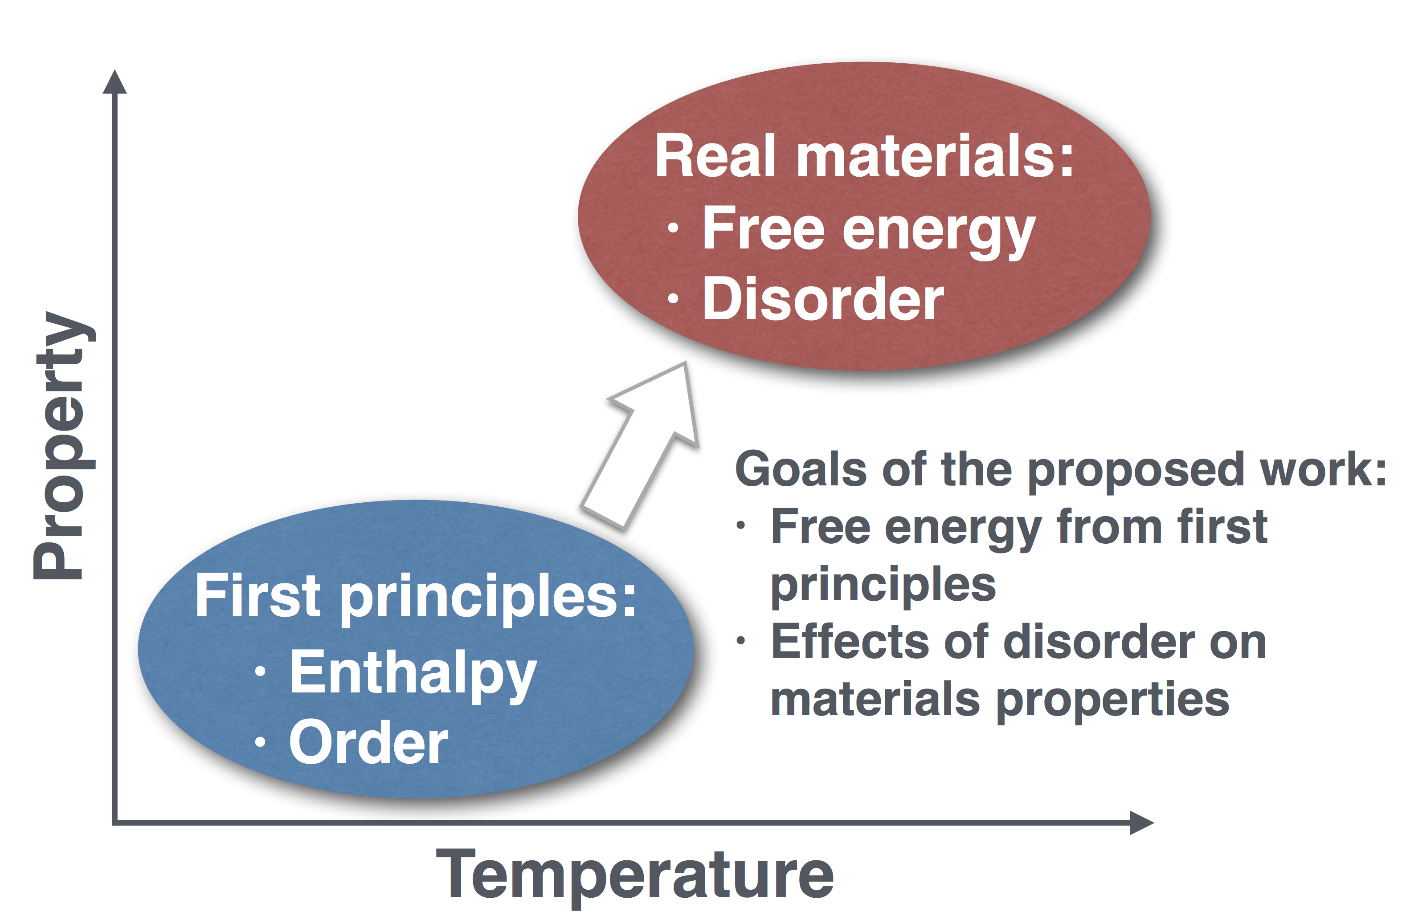 Property
Real materials:
· Free energy
· Disorder
First principles:
· Enthalpy
· Order
Goals of the proposed work:
· Free energy from first
principles
· Effects of disorder on
materials properties
Temperature